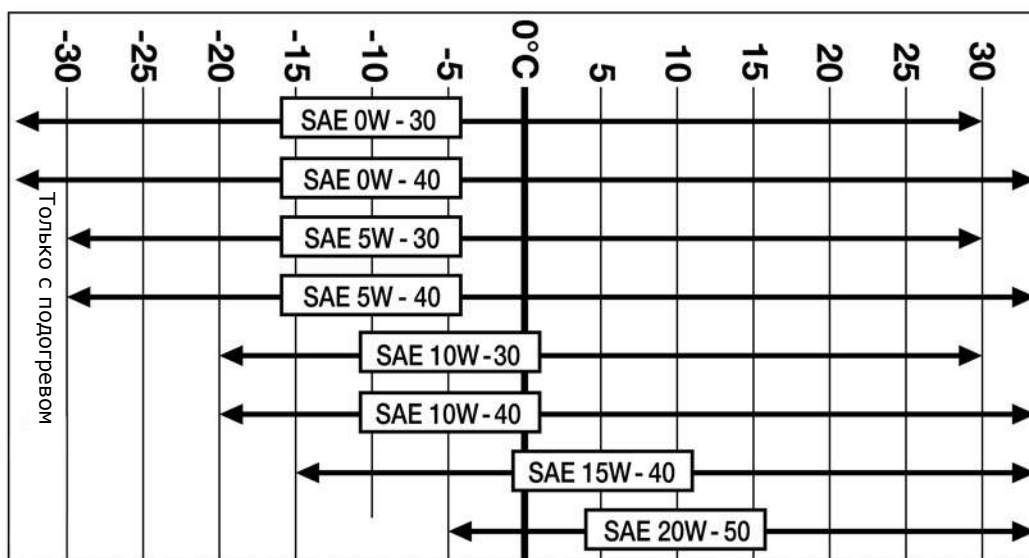 -30 -25 -20 -15 -10 -5 0°C 5 10 15 20 25 30
SAE 0W - 30
SAE 0W - 40
SAE 5W - 30
SAE 5W - 40
SAE 10W - 30
SAE 10W - 40
SAE 15W - 40
SAE 20W - 50
Только с подогревом